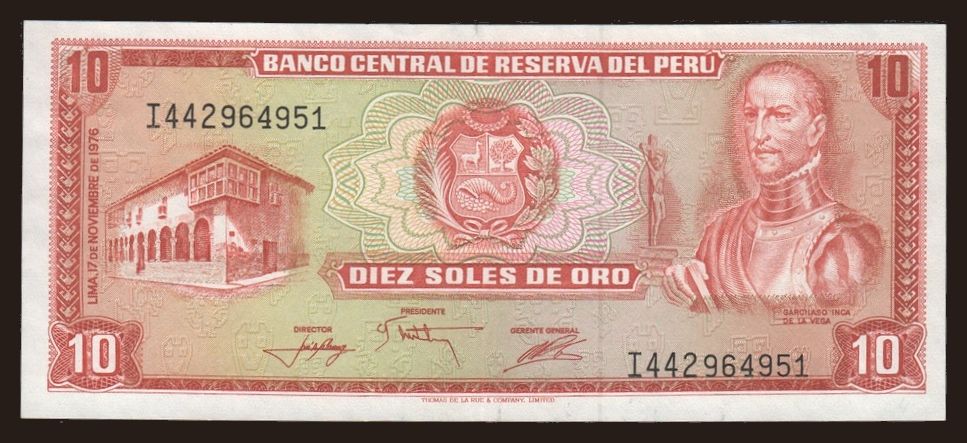 10
BANCO CENTRAL DE RESERVA DEL PERÚ
10
I442964951
LIMA, 17 DE NOVIEMBRE DE 1976
DIEZ SOLES DE ORO
GARCILASO INCA
DE LA VEGA
PRESIDENTE
DIRECTOR
GERENTE GENERAL
10
I442964951
10
THOMAS DE LA RUE & COMPANY, LIMITED